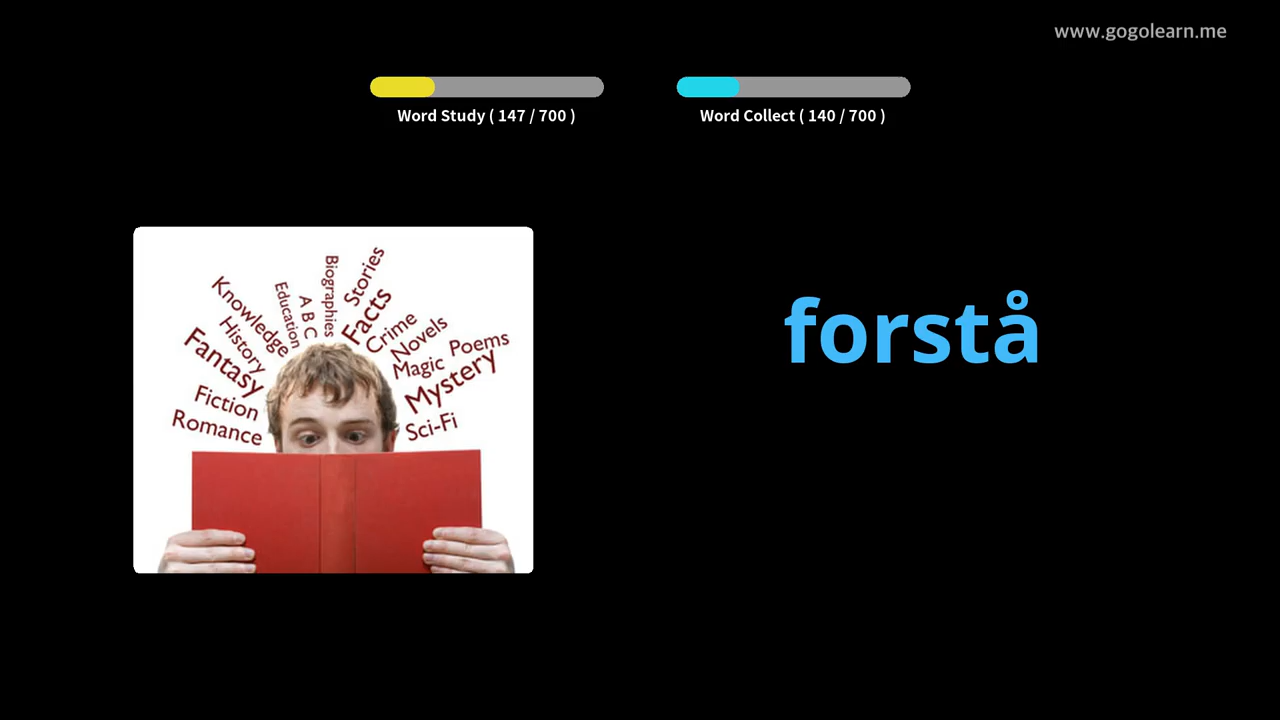 www.gogolearn.me
Word Study ( 147 / 700 )
Word Collect ( 140 / 700 )
Knowledge
History
Fantasy
Fiction
Romance
Education
A B C
Biographies
Stories
Facts
Crime
Novels
Poems
Magic
Mystery
Sci-Fi
forstå